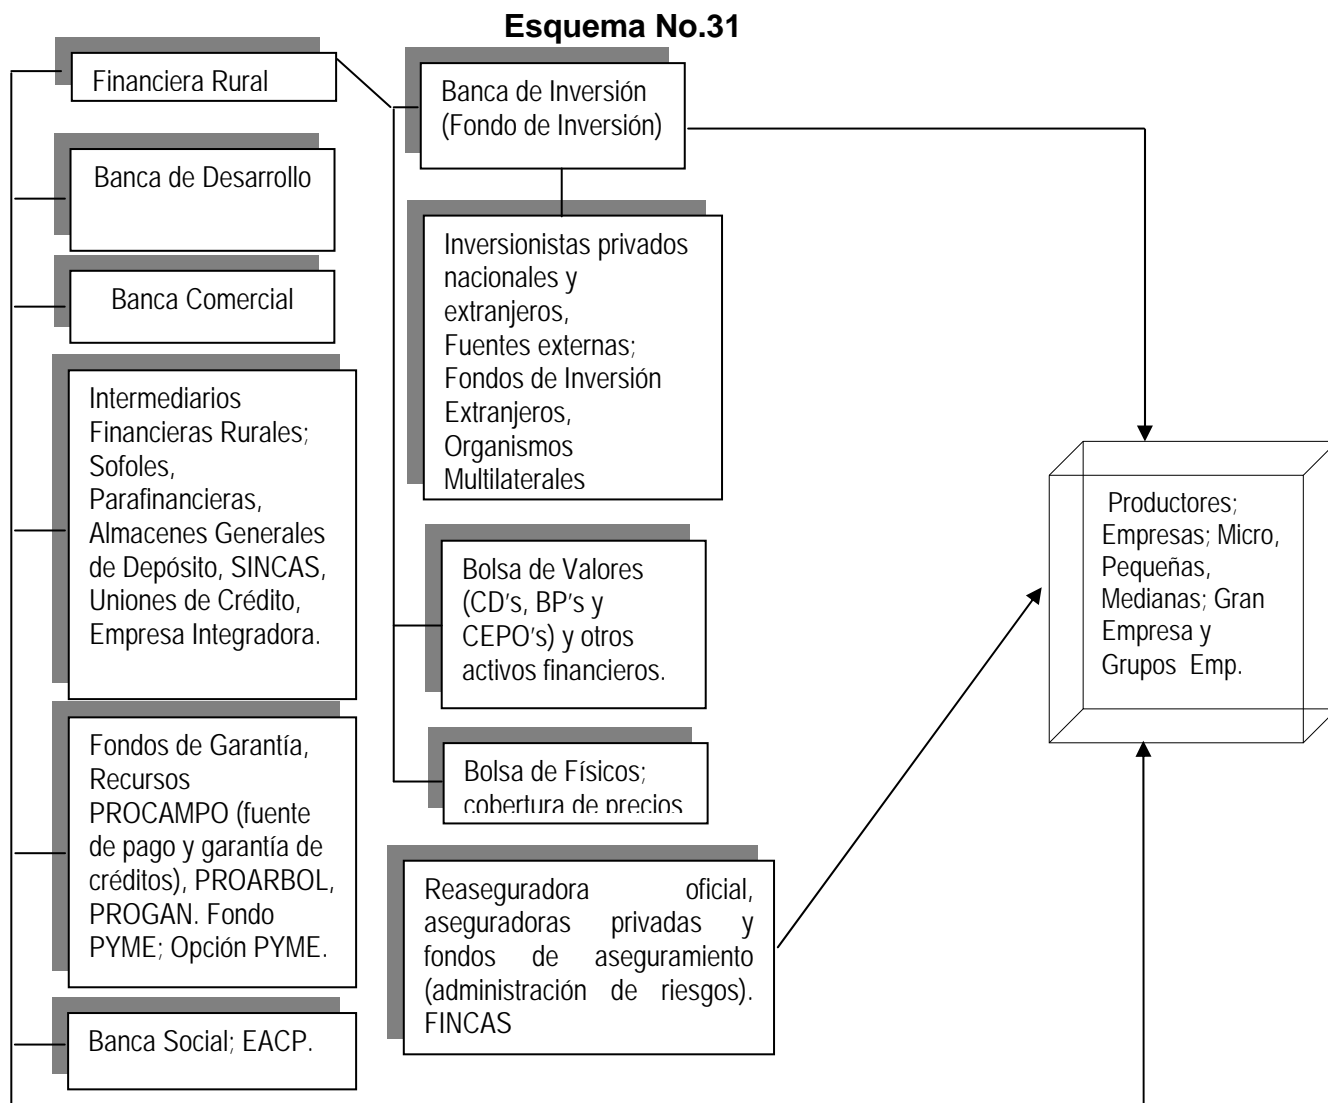 Esquema No.31
Financiera Rural
Banca de Desarrollo
Banca Comercial
Intermediarios
Financieras Rurales;
Sofoles,
Parafinancieras,
Almacenes Generales
de Depósito, SINCAS,
Uniones de Crédito,
Empresa Integradora.
Fondos de Garantía,
Recursos
PROCAMPO (fuente
de pago y garantía de
créditos), PROARBOL,
PROGAN. Fondo
PYME; Opción PYME.
Banca Social; EACP.
Banca de Inversión
(Fondo de Inversión)
Inversionistas privados
nacionales y
extranjeros,
Fuentes externas;
Fondos de Inversión
Extranjeros,
Organismos
Multilaterales
Bolsa de Valores
(CD's, BP's y
CEPO's) y otros
activos financieros.
Bolsa de Físicos;
cobertura de precios
Reaseguradora oficial,
aseguradoras privadas y
fondos de aseguramiento
(administración de riesgos).
FINCAS
Productores;
Empresas; Micro,
Pequeñas,
Medianas; Gran
Empresa y
Grupos Emp.